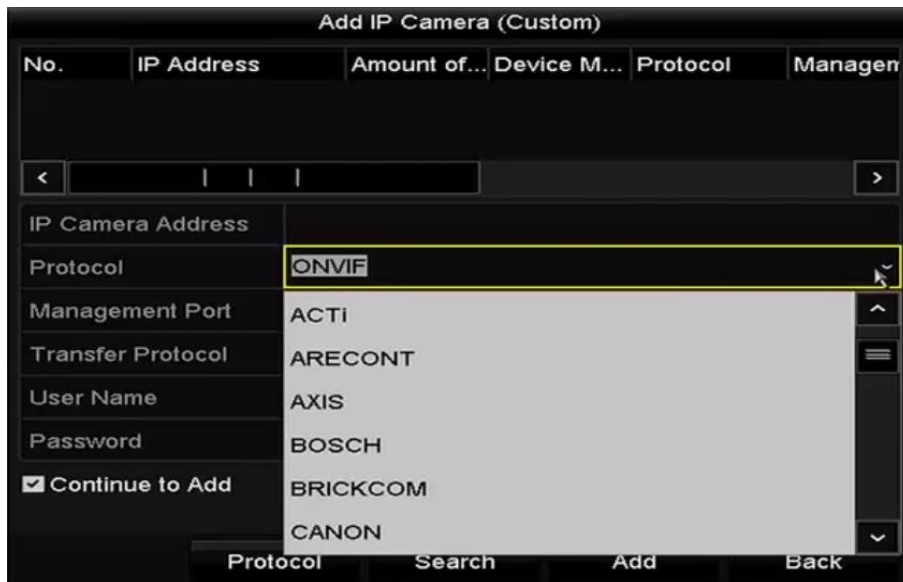 Add IP Camera (Custom)
No. IP Address Amount of... Device M... Protocol Managem
IP Camera Address
Protocol ONVIF
Management Port ACTi
Transfer Protocol ARECONT
User Name AXIS
Password BOSCH
Continue to Add BRICKCOM
CANON
Protocol Search Add Back